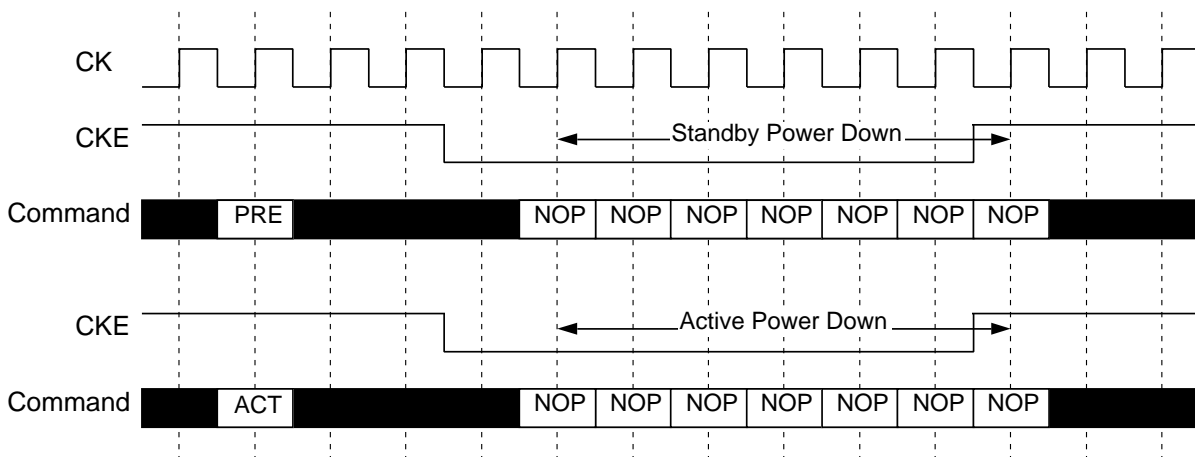 CK
CKE
Standby Power Down
Command
PRE NOP NOP NOP NOP NOP NOP NOP
CKE
Active Power Down
Command
ACT NOP NOP NOP NOP NOP NOP NOP